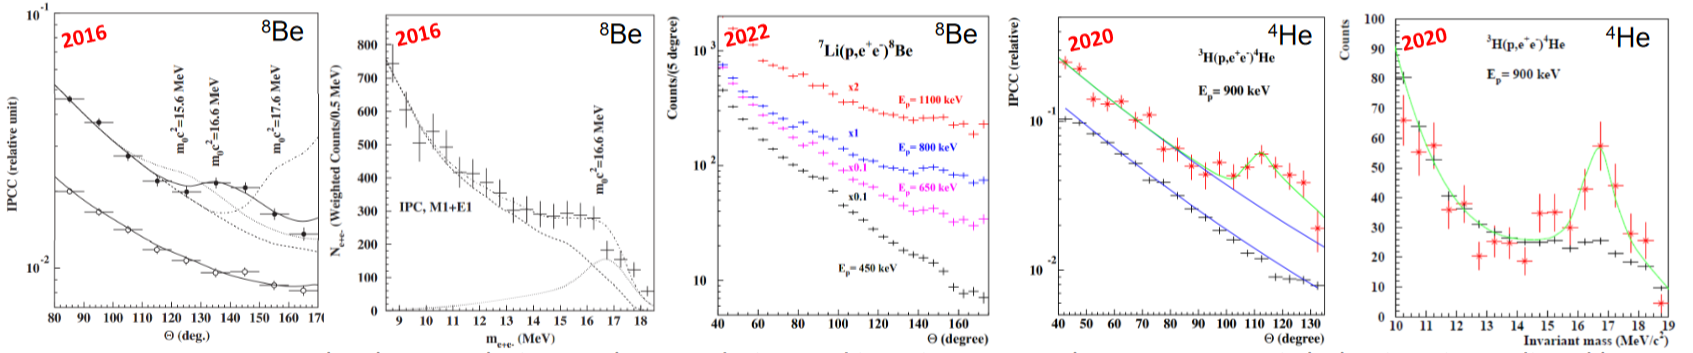 10⁻¹
2016
⁸Be
m₀c²=15.6 MeV
m₀c²=16.6 MeV
m₀c²=17.6 MeV
IPCC (relative unit)
10⁻²
80 90 100 110 120 130 140 150 160 170
Θ (deg.)
2016
⁸Be
800
700
600
500
400
300
200
100
0
Nₑ₊ₑ₋ (Weighted Counts/0.5 MeV)
IPC, M1+E1
m₀c²=16.6 MeV
9 10 11 12 13 14 15 16 17 18
mₑ₊ₑ₋ (MeV)
2022
⁸Be
⁷Li(p,e⁺e⁻)⁸Be
Counts/(5 degree)
10³
10²
10
x2
Eₚ= 1100 keV
x1
Eₚ= 800 keV
x0.1
Eₚ= 650 keV
x0.1
Eₚ= 450 keV
40 60 80 100 120 140 160
Θ (degree)
2020
⁴He
³H(p,e⁺e⁻)⁴He
Eₚ= 900 keV
IPCC (relative)
10⁻¹
10⁻²
40 50 60 70 80 90 100 110 120 130
Θ (degree)
2020
⁴He
³H(p,e⁺e⁻)⁴He
Eₚ= 900 keV
Counts
100
90
80
70
60
50
40
30
20
10
0
10 11 12 13 14 15 16 17 18 19
Invariant mass (MeV/c²)